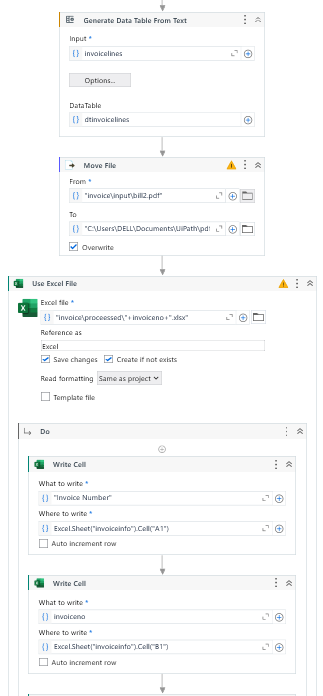 Generate Data Table From Text
Input *
{} invoicelines
Options...
DataTable
{} dtinvoicelines
Move File
From *
{} "invoice\input\bill2.pdf"
To
{} "C:\Users\DELL\Documents\UiPath\pdf
Overwrite
Use Excel File
Excel file *
{} "invoice\proceessed\"+invoiceno+".xlsx"
Reference as
Excel
Save changes Create if not exists
Read formatting Same as project
Template file
Do
Write Cell
What to write *
{} "Invoice Number"
Where to write *
{} Excel.Sheet("invoiceinfo").Cell("A1")
Auto increment row
Write Cell
What to write *
{} invoiceno
Where to write *
{} Excel.Sheet("invoiceinfo").Cell("B1")
Auto increment row